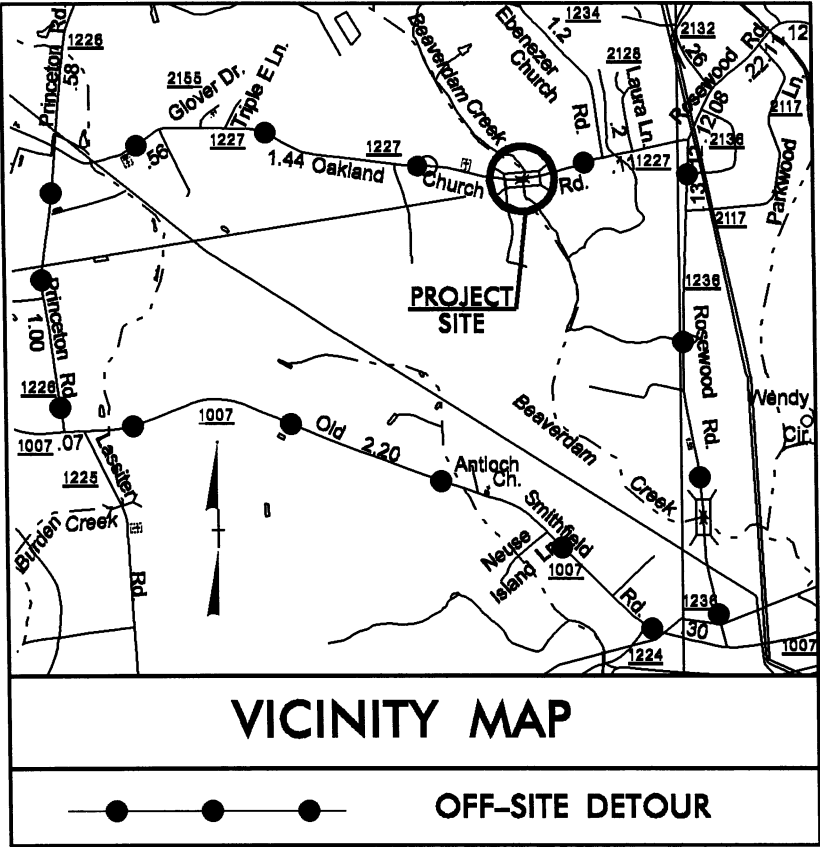 Princeton Rd.
1226
.58
2155
Glover Dr.
Triple E Ln.
1227
.56
1.44
Oakland
1227
Church
Rd.
Beaverdam Creek
Ebenezer
Church
Rd.
1234
1.2
2128
Laura Ln.
.2
1227
2132
.26
Rosewood Rd.
.22
12
.12
.08
2136
2117
Ln.
Parkwood
.13
2117
1236
Rosewood Rd.
PROJECT
SITE
Princeton Rd
1.00
1226
1007
.07
1225
Lassiter
Rd
Burden Creek
1007
Old
2.20
Antioch
Ch.
Smithfield
Rd.
Neuse
Island Ln
1007
Beaverdam
Creek
Wendy
Cir.
1236
.30
1224
1007
VICINITY MAP
OFF-SITE DETOUR